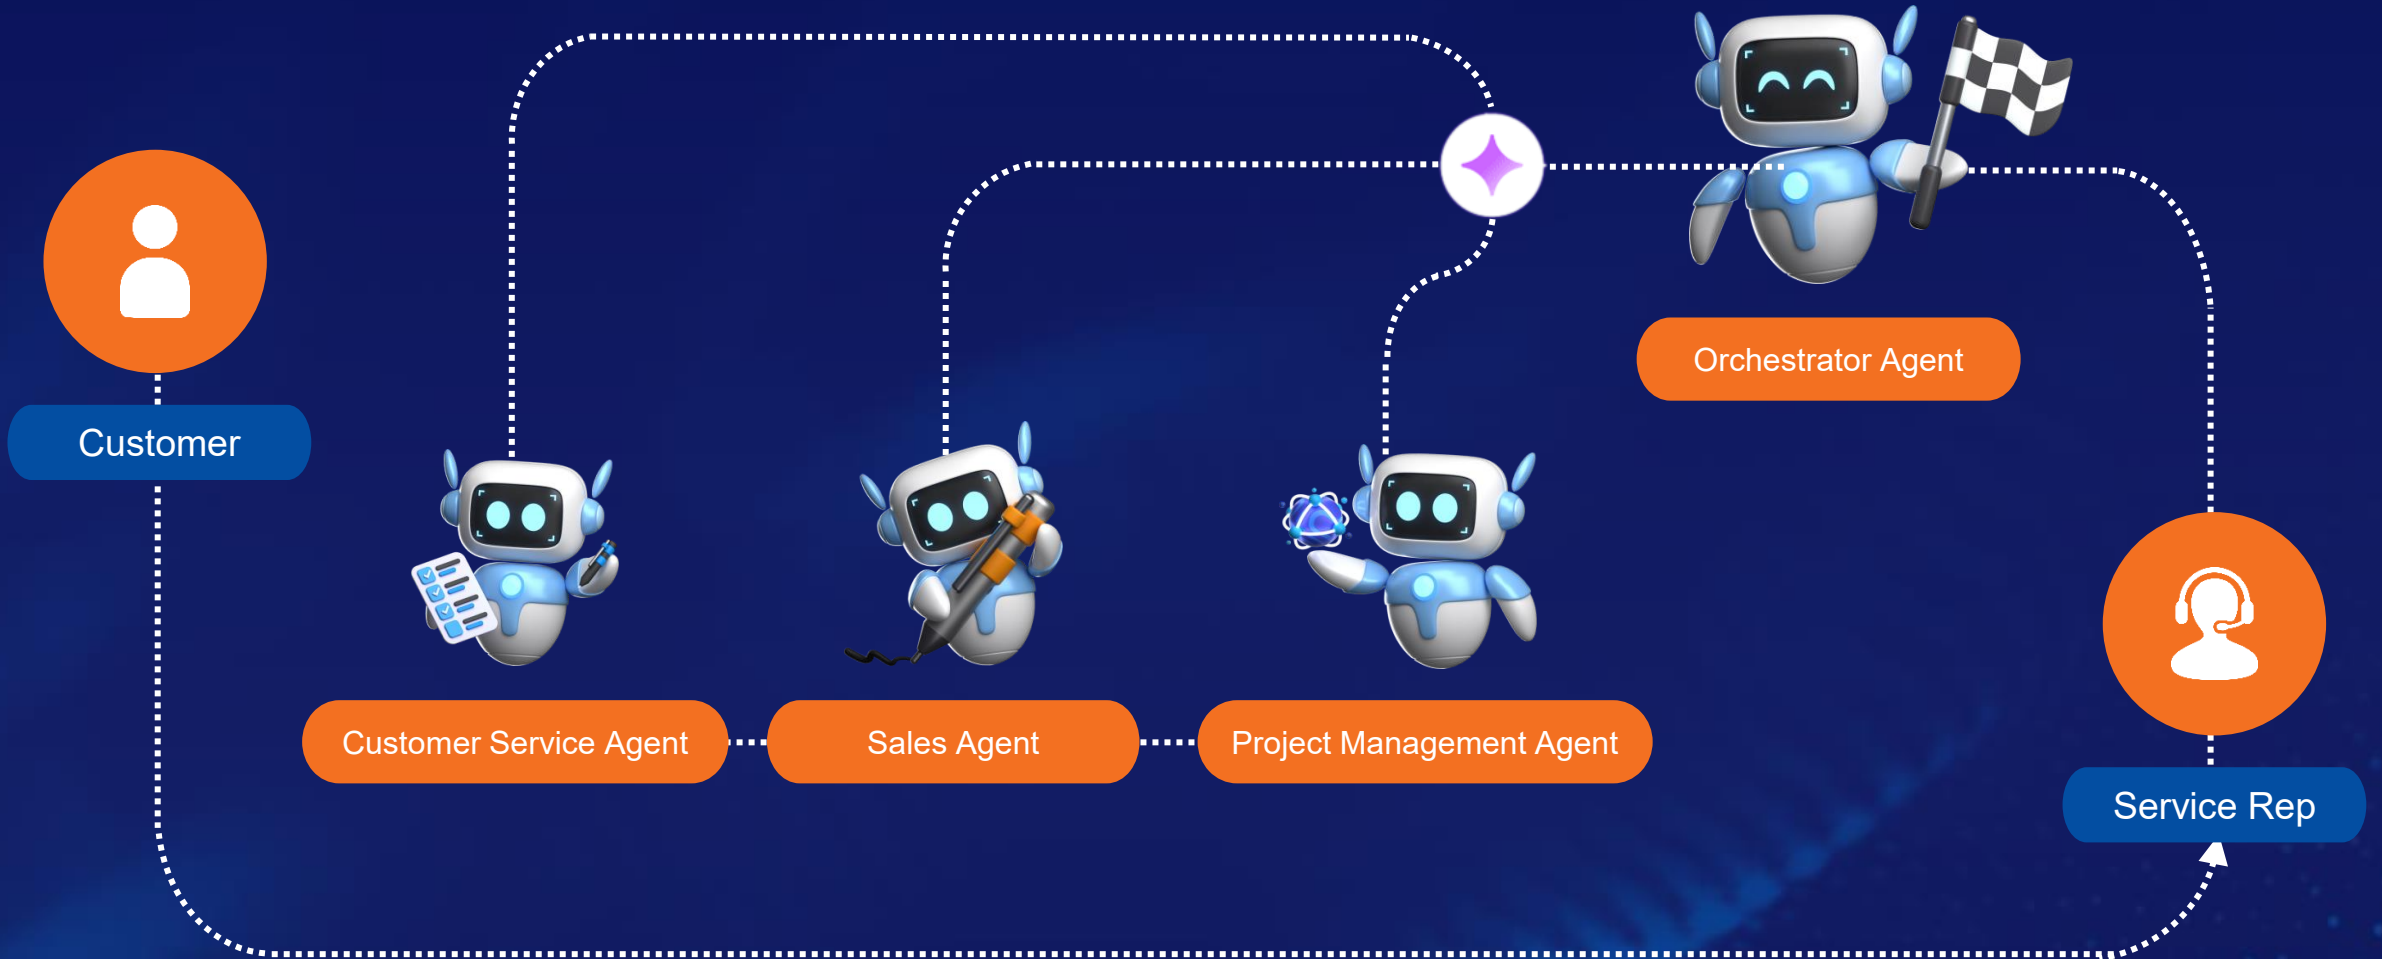 Orchestrator Agent
Customer
Customer Service Agent
Sales Agent
Project Management Agent
Service Rep